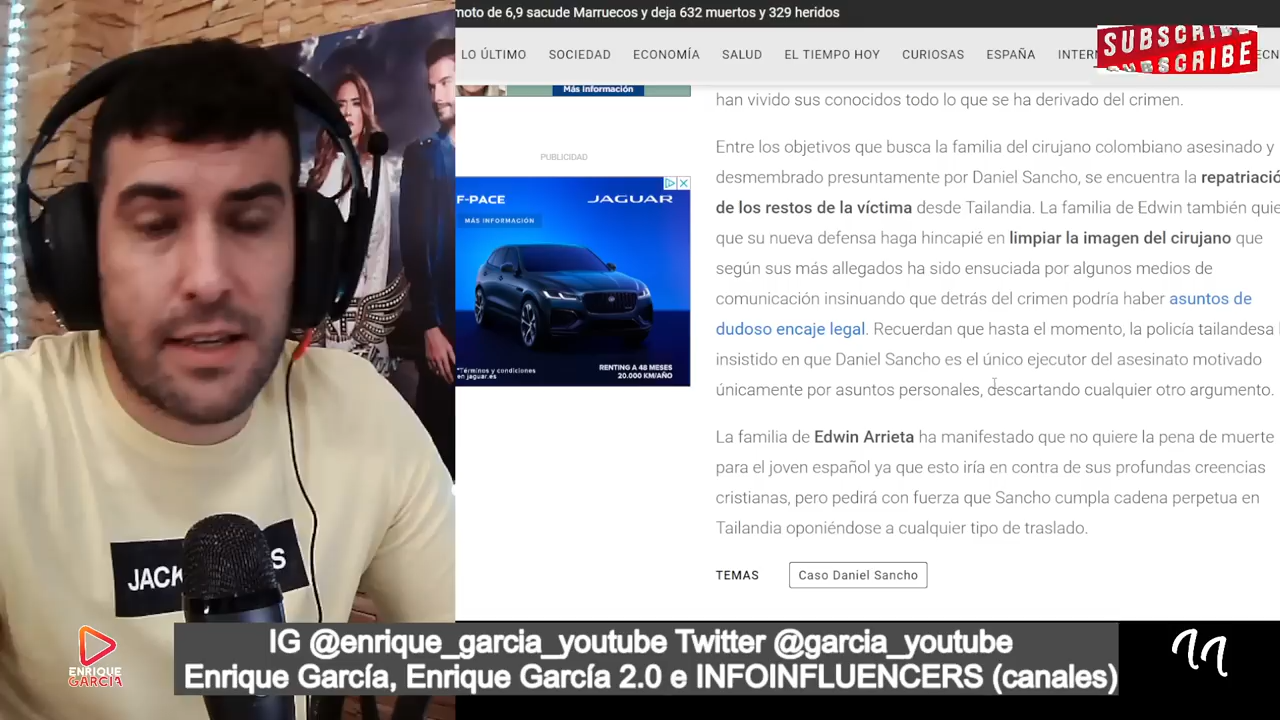 moto de 6,9 sacude Marruecos y deja 632 muertos y 329 heridos
LO ÚLTIMO SOCIEDAD ECONOMÍA SALUD EL TIEMPO HOY CURIOSAS ESPAÑA INTERN
SUBSCRIBE
SUBSCRIBE
Más Información
han vivido sus conocidos todo lo que se ha derivado del crimen.
PUBLICIDAD
F-PACE JAGUAR
MÁS INFORMACIÓN
*Términos y condiciones
en jaguar.es
RENTING A 48 MESES
20.000 KM/AÑO
Entre los objetivos que busca la familia del cirujano colombiano asesinado y
desmembrado presuntamente por Daniel Sancho, se encuentra la repatriació
de los restos de la víctima desde Tailandia. La familia de Edwin también quie
que su nueva defensa haga hincapié en limpiar la imagen del cirujano que
según sus más allegados ha sido ensuciada por algunos medios de
comunicación insinuando que detrás del crimen podría haber asuntos de
dudoso encaje legal. Recuerdan que hasta el momento, la policía tailandesa
insistido en que Daniel Sancho es el único ejecutor del asesinato motivado
únicamente por asuntos personales, descartando cualquier otro argumento.
La familia de Edwin Arrieta ha manifestado que no quiere la pena de muerte
para el joven español ya que esto iría en contra de sus profundas creencias
cristianas, pero pedirá con fuerza que Sancho cumpla cadena perpetua en
Tailandia oponiéndose a cualquier tipo de traslado.
TEMAS Caso Daniel Sancho
JACK S
ENRIQUE
GARCÍA
IG @enrique_garcia_youtube Twitter @garcia_youtube
Enrique García, Enrique García 2.0 e INFOINFLUENCERS (canales)